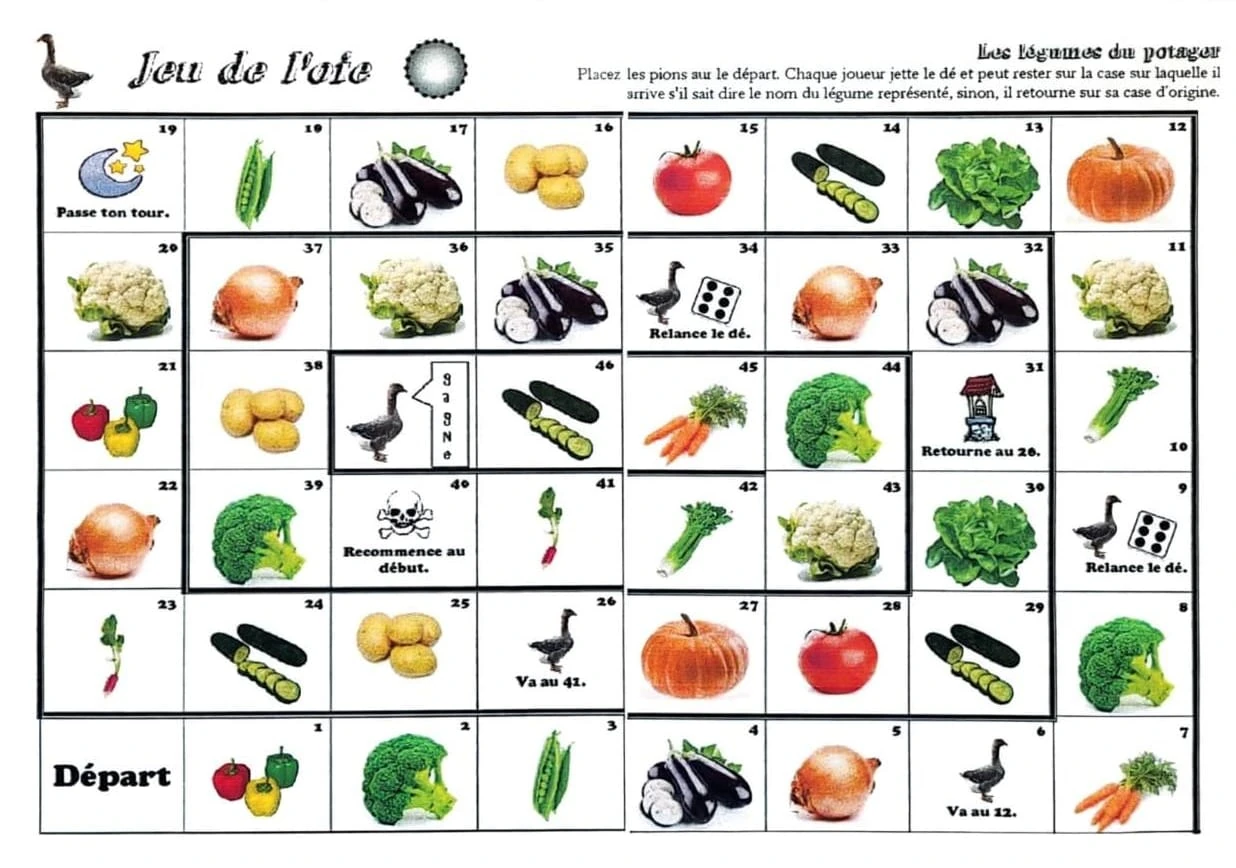 Jeu de l'oie
Les légumes du potager
Placez les pions sur le départ. Chaque joueur jette le dé et peut rester sur la case sur laquelle il
arrive s'il sait dire le nom du légume représenté, sinon, il retourne sur sa case d'origine.
19 18 17 16 15 14 13 12
Passe ton tour.
20 37 36 35 34 33 32 11
Relance le dé.
21 38 46 45 44 31
gagne
Retourne au 26.
10
22 39 40 41 42 43 30 9
Recommence au
début.
Relance le dé.
23 24 25 26 27 28 29 8
Va au 41.
1 2 3 4 5 6 7
Départ
Va au 12.